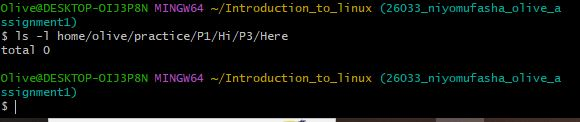 Olive@DESKTOP-OIJ3P8N MINGW64 ~/Introduction_to_linux (26033_niyomufasha_olive_a
ssignment1)
$ ls -l home/olive/practice/P1/Hi/P3/Here
total 0

Olive@DESKTOP-OIJ3P8N MINGW64 ~/Introduction_to_linux (26033_niyomufasha_olive_a
ssignment1)
$